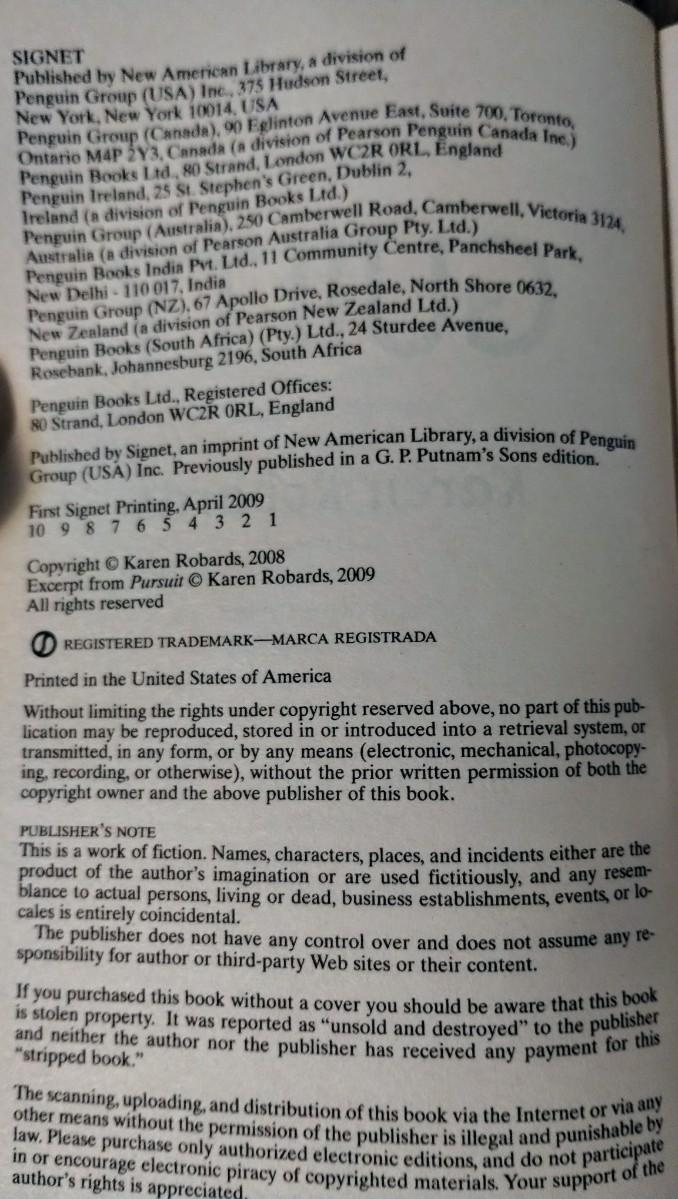 SIGNET
Published by New American Library, a division of
Penguin Group (USA) Inc., 375 Hudson Street,
New York, New York 10014, USA
Penguin Group (Canada), 90 Eglinton Avenue East, Suite 700, Toronto,
Ontario M4P 2Y3, Canada (a division of Pearson Penguin Canada Inc.)
Penguin Books Ltd., 80 Strand, London WC2R 0RL, England
Penguin Ireland, 25 St. Stephen's Green, Dublin 2,
Ireland (a division of Penguin Books Ltd.)
Penguin Group (Australia), 250 Camberwell Road, Camberwell, Victoria 3124,
Australia (a division of Pearson Australia Group Pty. Ltd.)
Penguin Books India Pvt. Ltd., 11 Community Centre, Panchsheel Park,
New Delhi - 110 017, India
Penguin Group (NZ), 67 Apollo Drive, Rosedale, North Shore 0632,
New Zealand (a division of Pearson New Zealand Ltd.)
Penguin Books (South Africa) (Pty.) Ltd., 24 Sturdee Avenue,
Rosebank, Johannesburg 2196, South Africa
Penguin Books Ltd., Registered Offices:
80 Strand, London WC2R 0RL, England
Published by Signet, an imprint of New American Library, a division of Penguin
Group (USA) Inc. Previously published in a G. P. Putnam's Sons edition.
First Signet Printing, April 2009
10 9 8 7 6 5 4 3 2 1
Copyright © Karen Robards, 2008
Excerpt from Pursuit © Karen Robards, 2009
All rights reserved
REGISTERED TRADEMARK—MARCA REGISTRADA
Printed in the United States of America
Without limiting the rights under copyright reserved above, no part of this pub-
lication may be reproduced, stored in or introduced into a retrieval system, or
transmitted, in any form, or by any means (electronic, mechanical, photocopy-
ing, recording, or otherwise), without the prior written permission of both the
copyright owner and the above publisher of this book.
PUBLISHER'S NOTE
This is a work of fiction. Names, characters, places, and incidents either are the
product of the author's imagination or are used fictitiously, and any resem-
blance to actual persons, living or dead, business establishments, events, or lo-
cales is entirely coincidental.
The publisher does not have any control over and does not assume any re-
sponsibility for author or third-party Web sites or their content.
If you purchased this book without a cover you should be aware that this book
is stolen property. It was reported as "unsold and destroyed" to the publisher
and neither the author nor the publisher has received any payment for this
"stripped book."
The scanning, uploading, and distribution of this book via the Internet or via any
other means without the permission of the publisher is illegal and punishable by
law. Please purchase only authorized electronic editions, and do not participate
in or encourage electronic piracy of copyrighted materials. Your support of the
author's rights is appreciated.